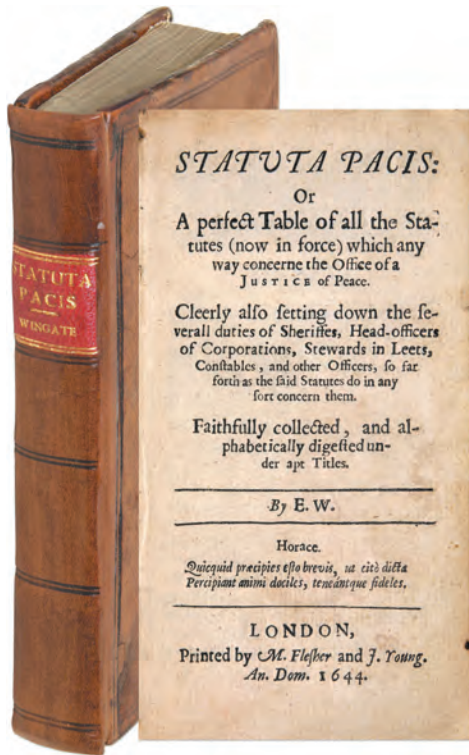 STATUTA
PACIS
WINGATE
STATUTA PACIS:
Or
A perfect Table of all the Sta-
tutes (now in force) which any
way concerne the Office of a
JUSTICE of Peace.
Cleerly also ſetting down the ſe-
verall duties of Sheriffes, Head-officers
of Corporations, Stewards in Leets,
Conſtables, and other Officers, ſo far
forth as the ſaid Statutes do in any
ſort concern them.
Faithfully collected, and al-
phabetically digeſted un-
der apt Titles.
By E. W.
Horace.
Quicquid præcipies eſto brevis, ut citò dicta
Percipiant animi dociles, teneántque fideles.
LONDON,
Printed by M. Fleſher and J. Young.
An. Dom. 1644.